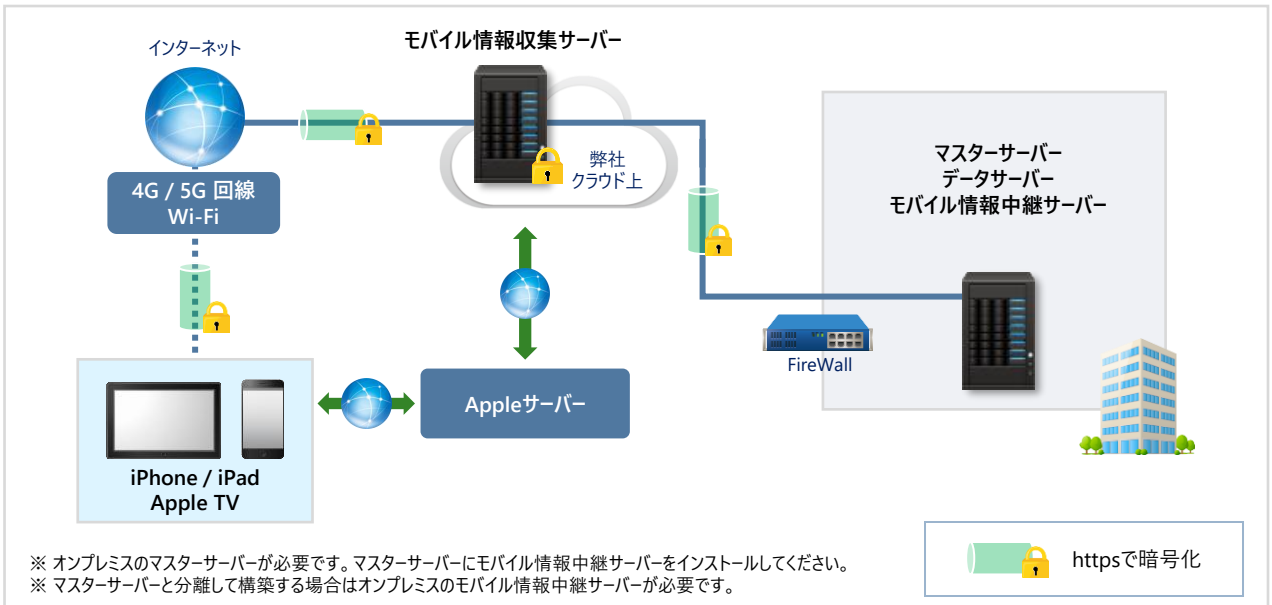 インターネット
モバイル情報収集サーバー
弊社
クラウド上
4G / 5G 回線
Wi-Fi
マスターサーバー
データサーバー
モバイル情報中継サーバー
FireWall
Appleサーバー
iPhone / iPad
Apple TV
※ オンプレミスのマスターサーバーが必要です。マスターサーバーにモバイル情報中継サーバーをインストールしてください。
※ マスターサーバーと分離して構築する場合はオンプレミスのモバイル情報中継サーバーが必要です。
httpsで暗号化